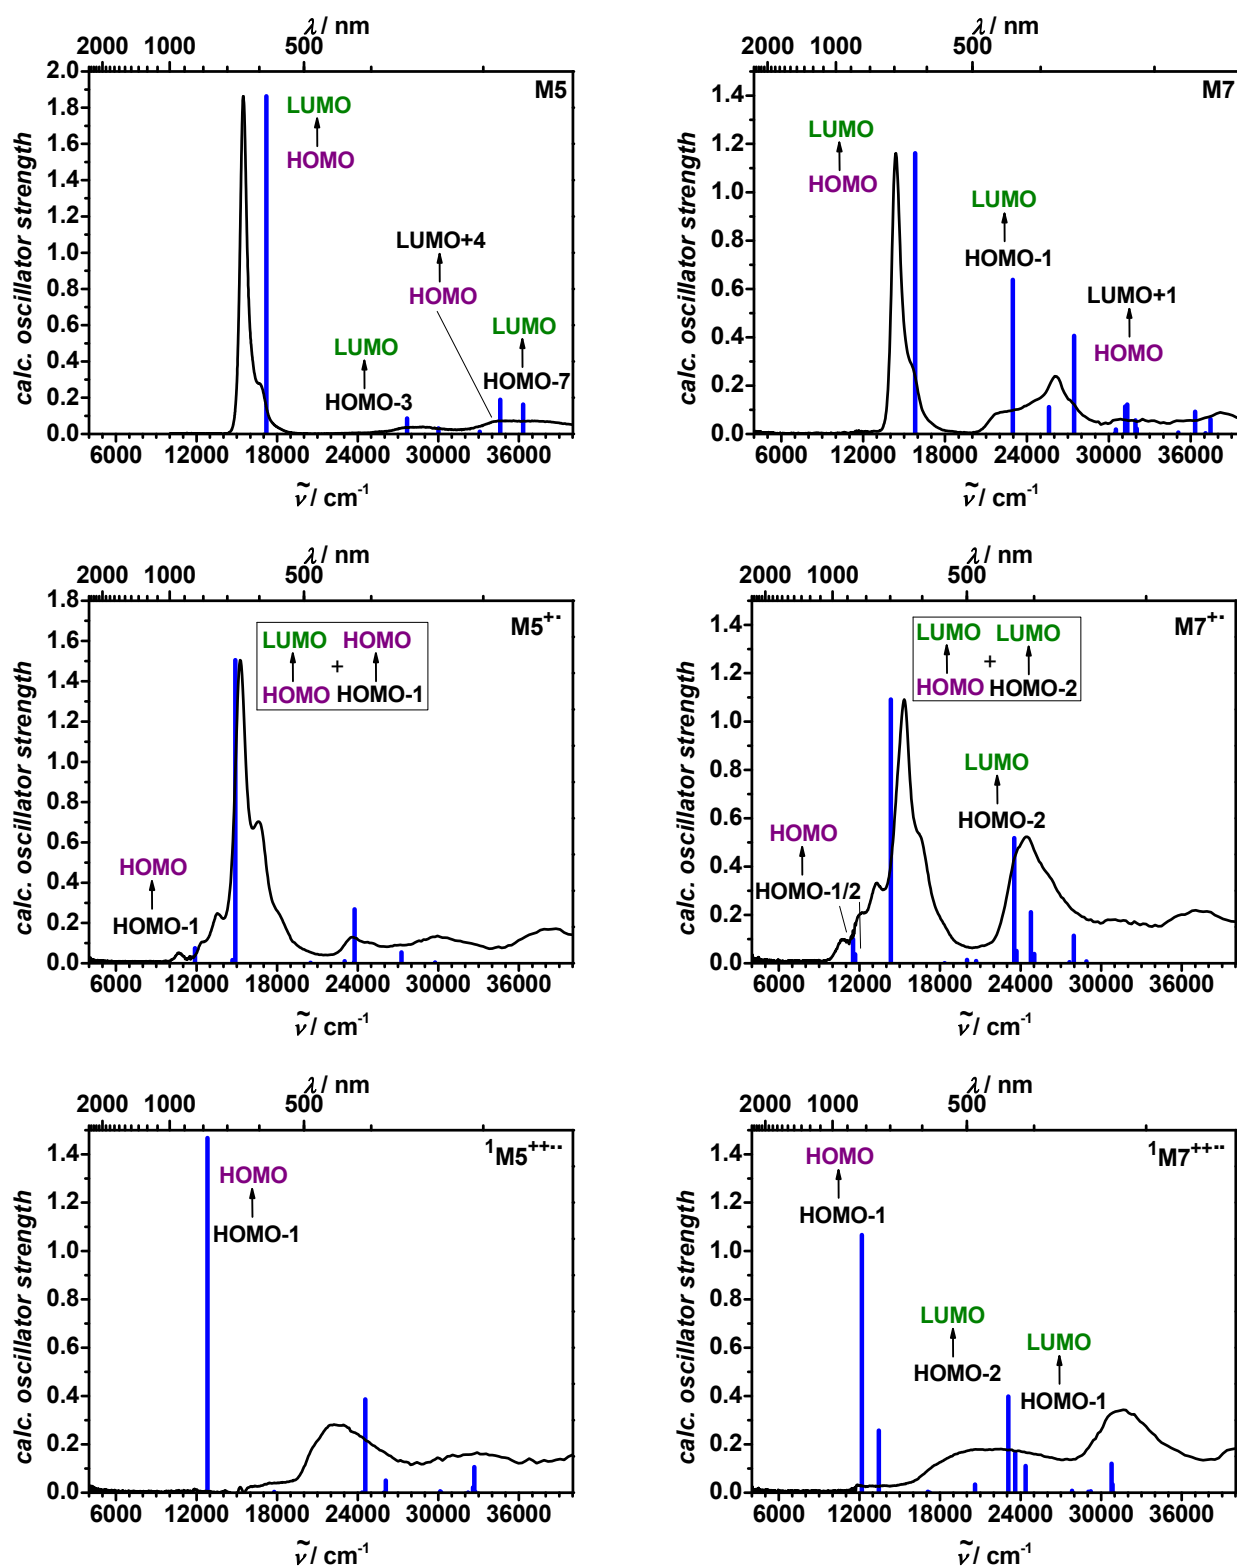 λ / nm
2000 1000 500
M5
calc. oscillator strength
2.0
1.8
1.6
1.4
1.2
1.0
0.8
0.6
0.4
0.2
0.0
LUMO
HOMO
LUMO
HOMO-3
LUMO+4
HOMO
LUMO
HOMO-7
6000 12000 18000 24000 30000 36000
ν̃ / cm⁻¹
λ / nm
2000 1000 500
M7
calc. oscillator strength
1.4
1.2
1.0
0.8
0.6
0.4
0.2
0.0
LUMO
HOMO
LUMO
HOMO-1
LUMO+1
HOMO
6000 12000 18000 24000 30000 36000
ν̃ / cm⁻¹
λ / nm
2000 1000 500
M5⁺·
calc. oscillator strength
1.8
1.6
1.4
1.2
1.0
0.8
0.6
0.4
0.2
0.0
LUMO HOMO
+
HOMO HOMO-1
HOMO
HOMO-1
6000 12000 18000 24000 30000 36000
ν̃ / cm⁻¹
λ / nm
2000 1000 500
M7⁺·
calc. oscillator strength
1.4
1.2
1.0
0.8
0.6
0.4
0.2
0.0
LUMO LUMO
+
HOMO HOMO-2
LUMO
HOMO-2
HOMO
HOMO-1/2
6000 12000 18000 24000 30000 36000
ν̃ / cm⁻¹
λ / nm
2000 1000 500
¹M5⁺⁺··
calc. oscillator strength
1.4
1.2
1.0
0.8
0.6
0.4
0.2
0.0
HOMO
HOMO-1
6000 12000 18000 24000 30000 36000
ν̃ / cm⁻¹
λ / nm
2000 1000 500
¹M7⁺⁺··
calc. oscillator strength
1.4
1.2
1.0
0.8
0.6
0.4
0.2
0.0
HOMO
HOMO-1
LUMO
HOMO-2
LUMO
HOMO-1
6000 12000 18000 24000 30000 36000
ν̃ / cm⁻¹